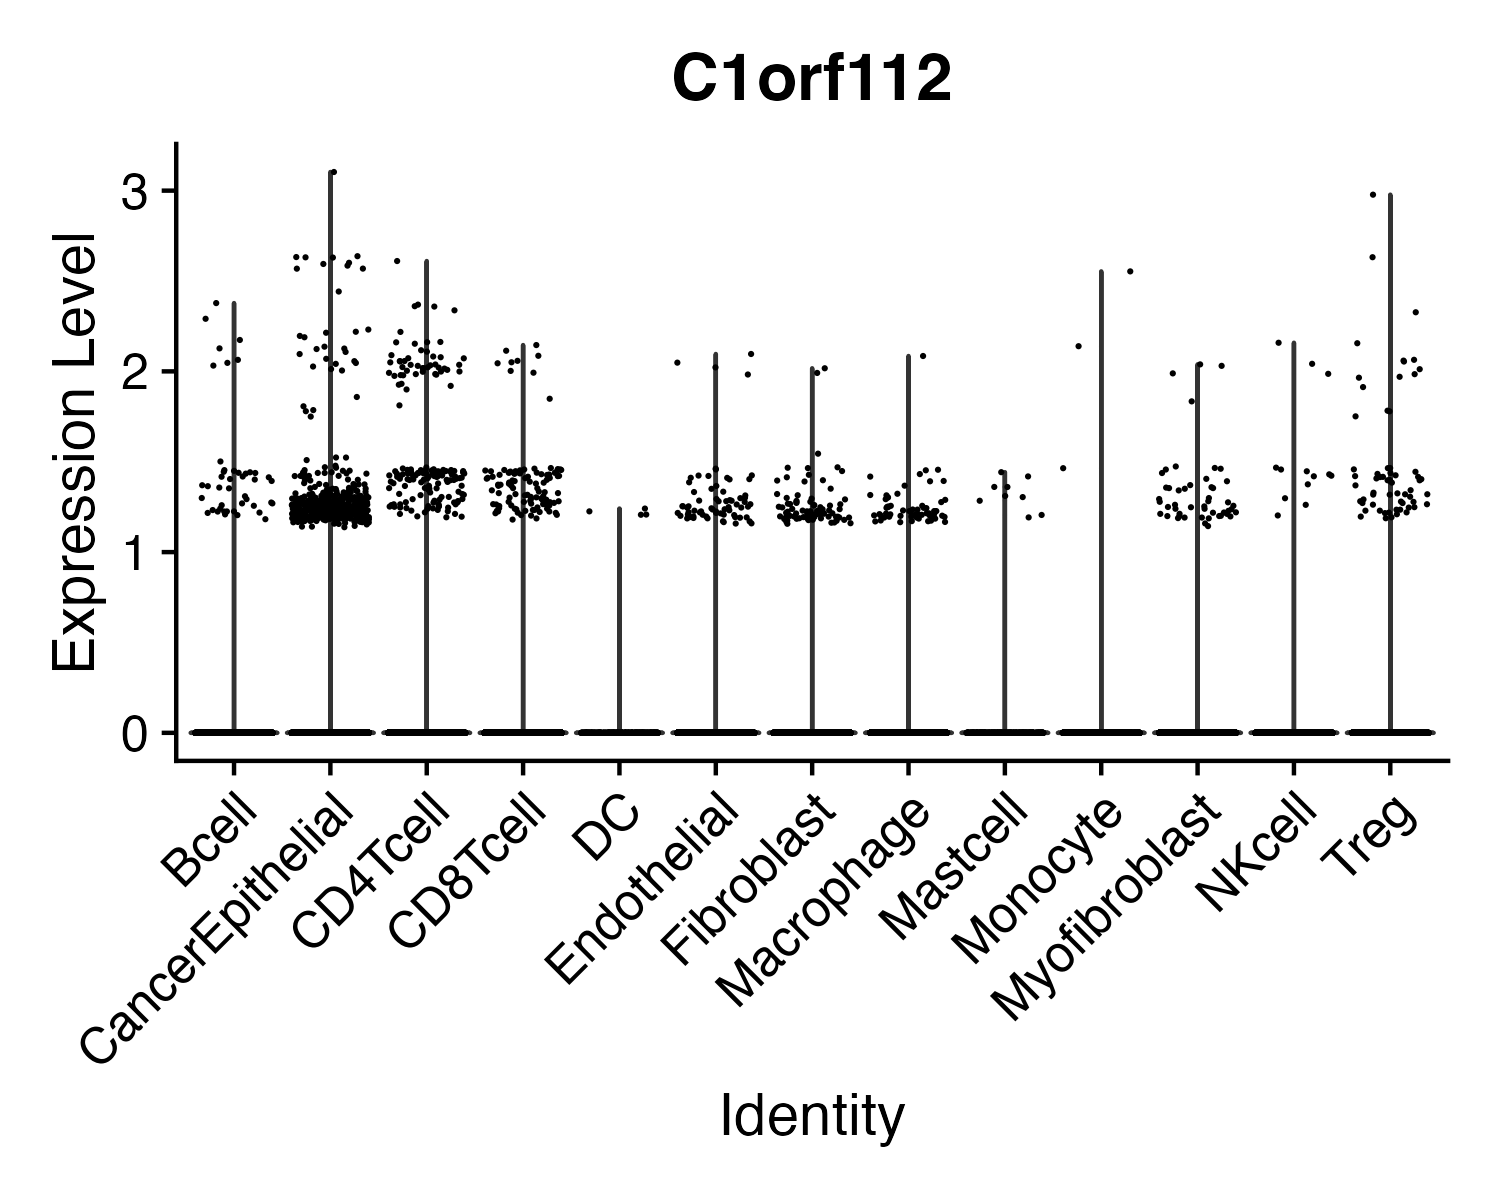 C1orf112
Expression Level
3
2
1
0
Bcell
CancerEpithelial
CD4Tcell
CD8Tcell
DC
Endothelial
Fibroblast
Macrophage
Mastcell
Monocyte
Myofibroblast
NKcell
Treg
Identity